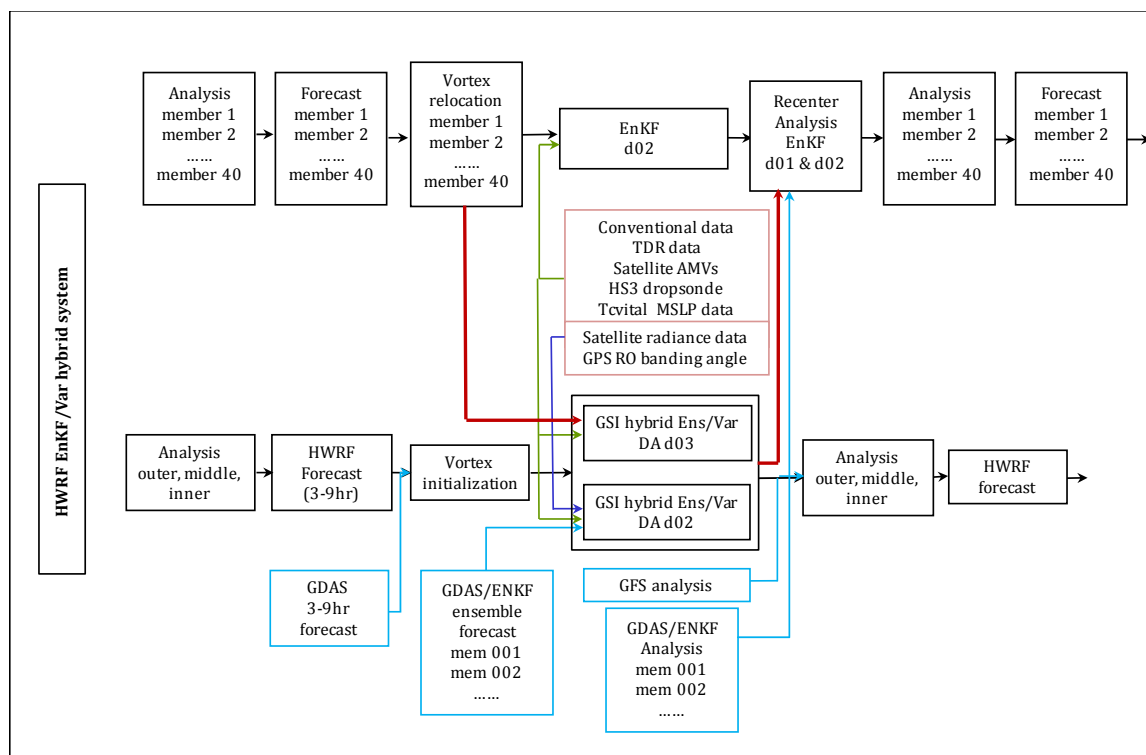 HWRF EnKF/Var hybrid system
Analysis
member 1
member 2
……
member 40
Forecast
member 1
member 2
……
member 40
Vortex
relocation
member 1
member 2
……
member 40
EnKF
d02
Recenter
Analysis
EnKF
d01 & d02
Analysis
member 1
member 2
……
member 40
Forecast
member 1
member 2
……
member 40
Conventional data
TDR data
Satellite AMVs
HS3 dropsonde
Tcvital  MSLP data
Satellite radiance data
GPS RO banding angle
Analysis
outer, middle,
inner
HWRF
Forecast
(3-9hr)
Vortex
initialization
GSI hybrid Ens/Var
DA d03
GSI hybrid Ens/Var
DA d02
Analysis
outer, middle,
inner
HWRF
forecast
GDAS
3-9hr
forecast
GDAS/ENKF
ensemble
forecast
mem 001
mem 002
……
GFS analysis
GDAS/ENKF
Analysis
mem 001
mem 002
……